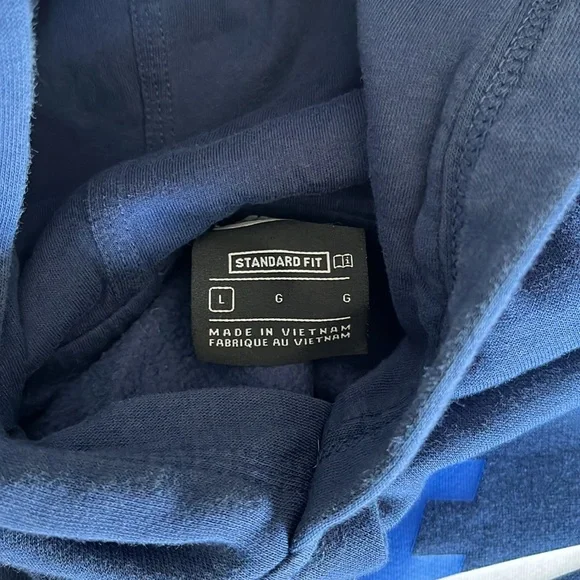 STANDARD FIT
L G G
MADE IN VIETNAM
FABRIQUE AU VIETNAM